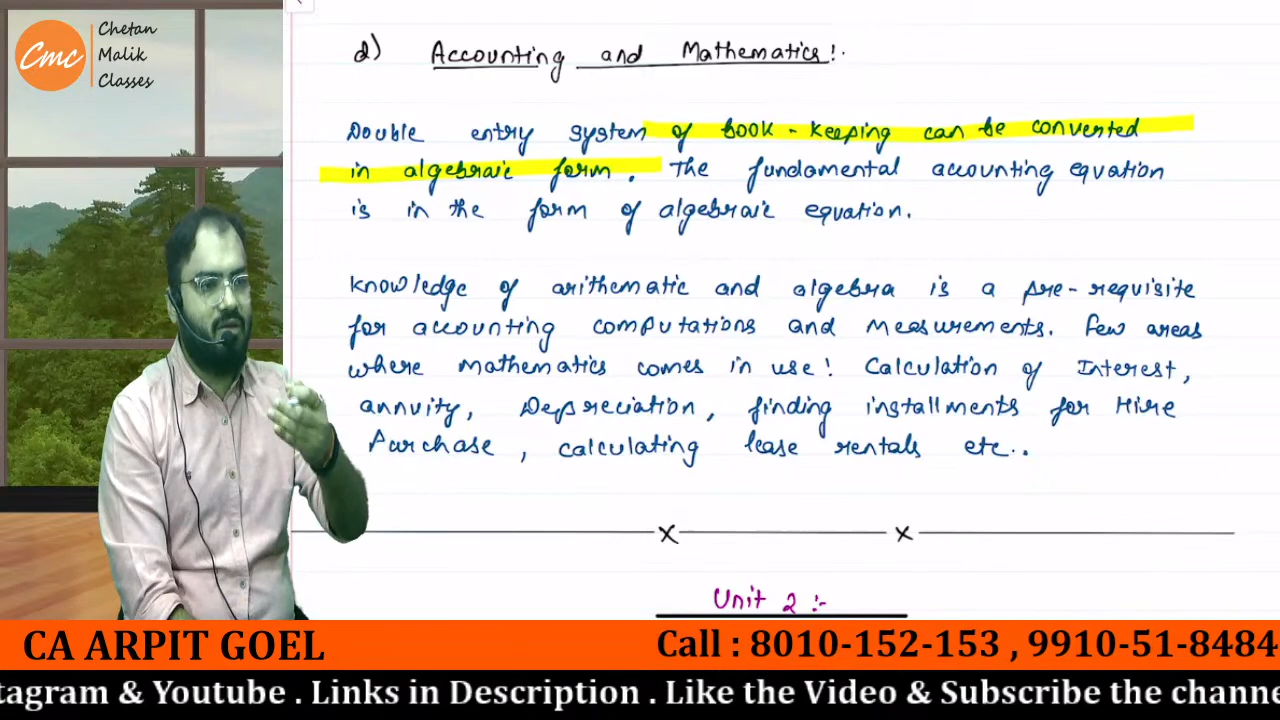 Chetan
Malik
Classes
CMC
d) Accounting and Mathematics:-
Double entry system of book - keeping can be converted
in algebraic form. The fundamental accounting equation
is in the form of algebraic equation.
Knowledge of arithematic and algebra is a pre-requisite
for accounting computations and measurements. Few areas
where mathematics comes in use: Calculation of Interest,
annuity, Depreciation, finding installments for Hire
Purchase, calculating lease rentals etc..
x x
Unit 2 :-
CA ARPIT GOEL
Call : 8010-152-153 , 9910-51-8484
tagram & Youtube . Links in Description . Like the Video & Subscribe the channe